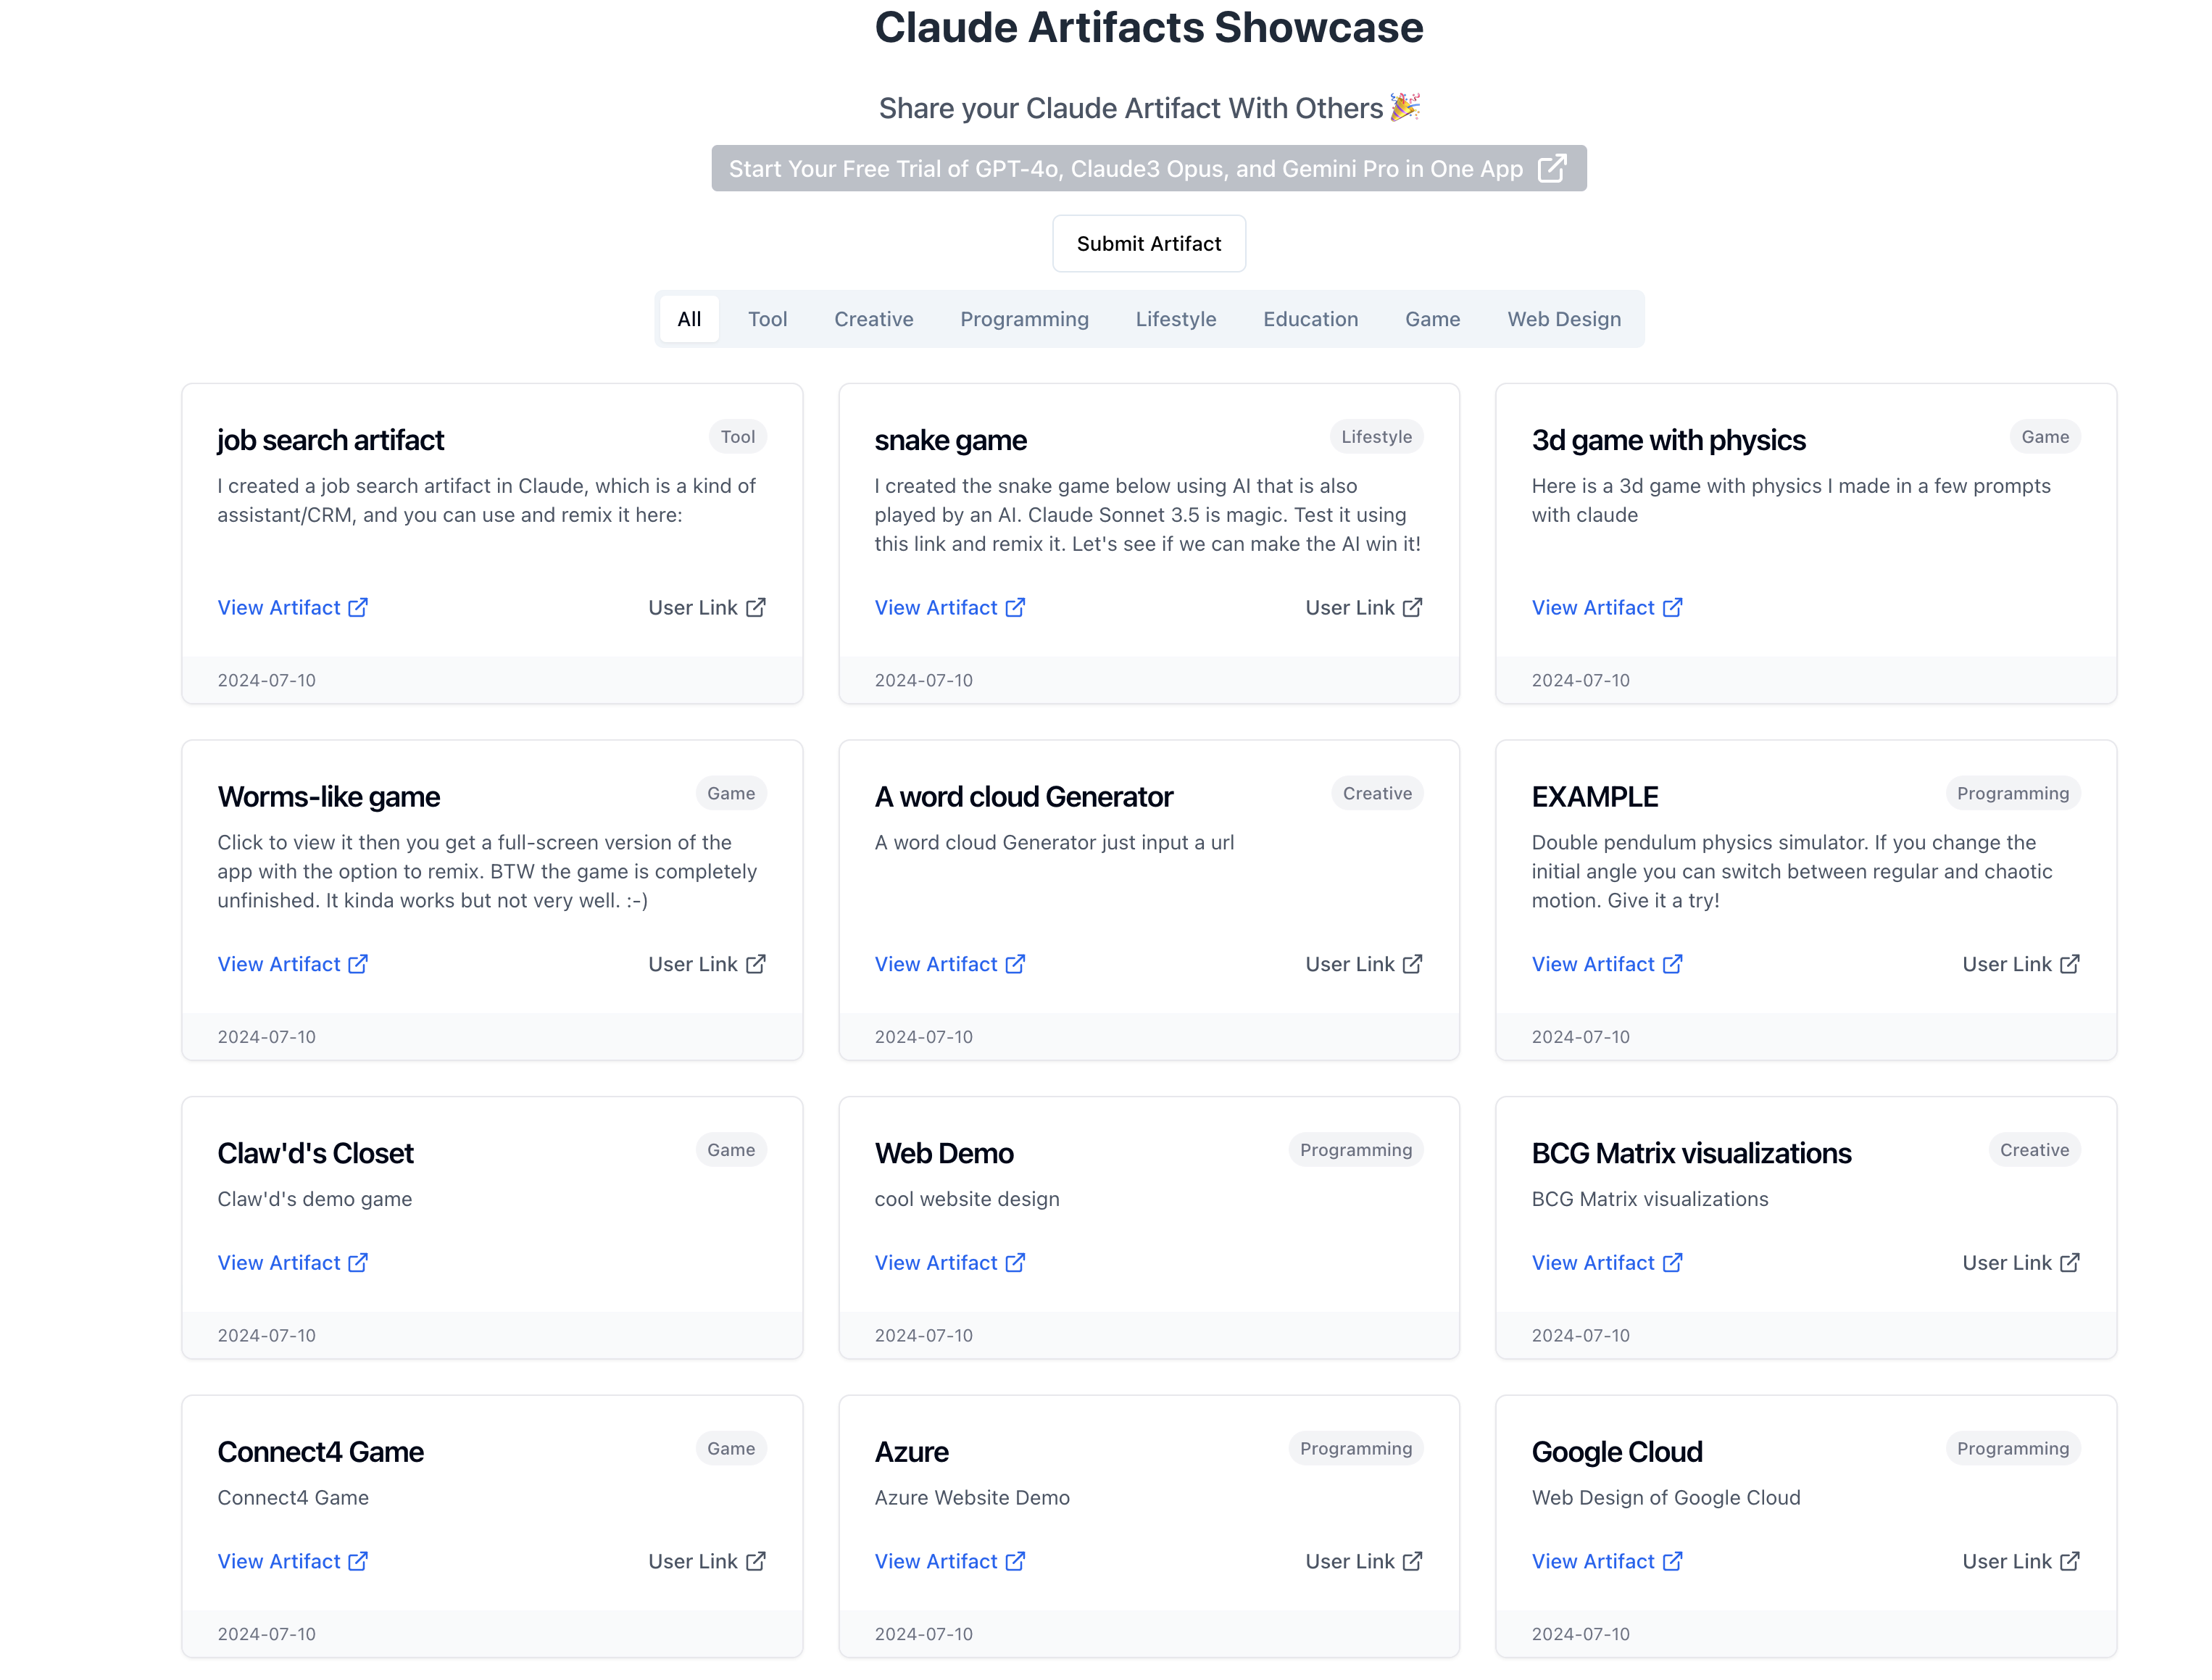 Claude Artifacts Showcase
Share your Claude Artifact With Others 🎉
Start Your Free Trial of GPT-4o, Claude3 Opus, and Gemini Pro in One App
Submit Artifact
All Tool Creative Programming Lifestyle Education Game Web Design
job search artifact
Tool
I created a job search artifact in Claude, which is a kind of
assistant/CRM, and you can use and remix it here:
View Artifact User Link
2024-07-10
snake game
Lifestyle
I created the snake game below using AI that is also
played by an AI. Claude Sonnet 3.5 is magic. Test it using
this link and remix it. Let's see if we can make the AI win it!
View Artifact User Link
2024-07-10
3d game with physics
Game
Here is a 3d game with physics I made in a few prompts
with claude
View Artifact
2024-07-10
Worms-like game
Game
Click to view it then you get a full-screen version of the
app with the option to remix. BTW the game is completely
unfinished. It kinda works but not very well. :-)
View Artifact User Link
2024-07-10
A word cloud Generator
Creative
A word cloud Generator just input a url
View Artifact User Link
2024-07-10
EXAMPLE
Programming
Double pendulum physics simulator. If you change the
initial angle you can switch between regular and chaotic
motion. Give it a try!
View Artifact User Link
2024-07-10
Claw'd's Closet
Game
Claw'd's demo game
View Artifact
2024-07-10
Web Demo
Programming
cool website design
View Artifact
2024-07-10
BCG Matrix visualizations
Creative
BCG Matrix visualizations
View Artifact User Link
2024-07-10
Connect4 Game
Game
Connect4 Game
View Artifact User Link
2024-07-10
Azure
Programming
Azure Website Demo
View Artifact User Link
2024-07-10
Google Cloud
Programming
Web Design of Google Cloud
View Artifact User Link
2024-07-10